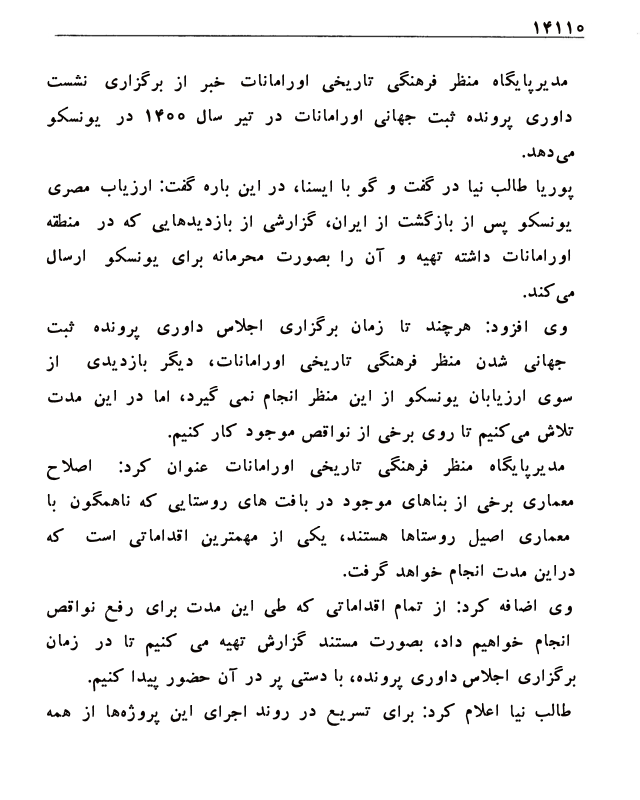 ۱۴۱۱۰
مدیرپایگاه منظر فرهنگی تاریخی اورامانات خبر از برگزاری نشست
داوری پرونده ثبت جهانی اورامانات در تیر سال ۱۴۰۰ در یونسکو
می‌دهد.
پوریا طالب نیا در گفت و گو با ایسنا، در این باره گفت: ارزیاب مصری
یونسکو پس از بازگشت از ایران، گزارشی از بازدیدهایی که در منطقه
اورامانات داشته تهیه و آن را بصورت محرمانه برای یونسکو ارسال
می‌کند.
وی افزود: هرچند تا زمان برگزاری اجلاس داوری پرونده ثبت
جهانی شدن منظر فرهنگی تاریخی اورامانات، دیگر بازدیدی از
سوی ارزیابان یونسکو از این منظر انجام نمی گیرد، اما در این مدت
تلاش می‌کنیم تا روی برخی از نواقص موجود کار کنیم.
مدیرپایگاه منظر فرهنگی تاریخی اورامانات عنوان کرد: اصلاح
معماری برخی از بناهای موجود در بافت های روستایی که ناهمگون با
معماری اصیل روستاها هستند، یکی از مهمترین اقداماتی است که
دراین مدت انجام خواهد گرفت.
وی اضافه کرد: از تمام اقداماتی که طی این مدت برای رفع نواقص
انجام خواهیم داد، بصورت مستند گزارش تهیه می کنیم تا در زمان
برگزاری اجلاس داوری پرونده، با دستی پر در آن حضور پیدا کنیم.
طالب نیا اعلام کرد: برای تسریع در روند اجرای این پروژه‌ها از همه